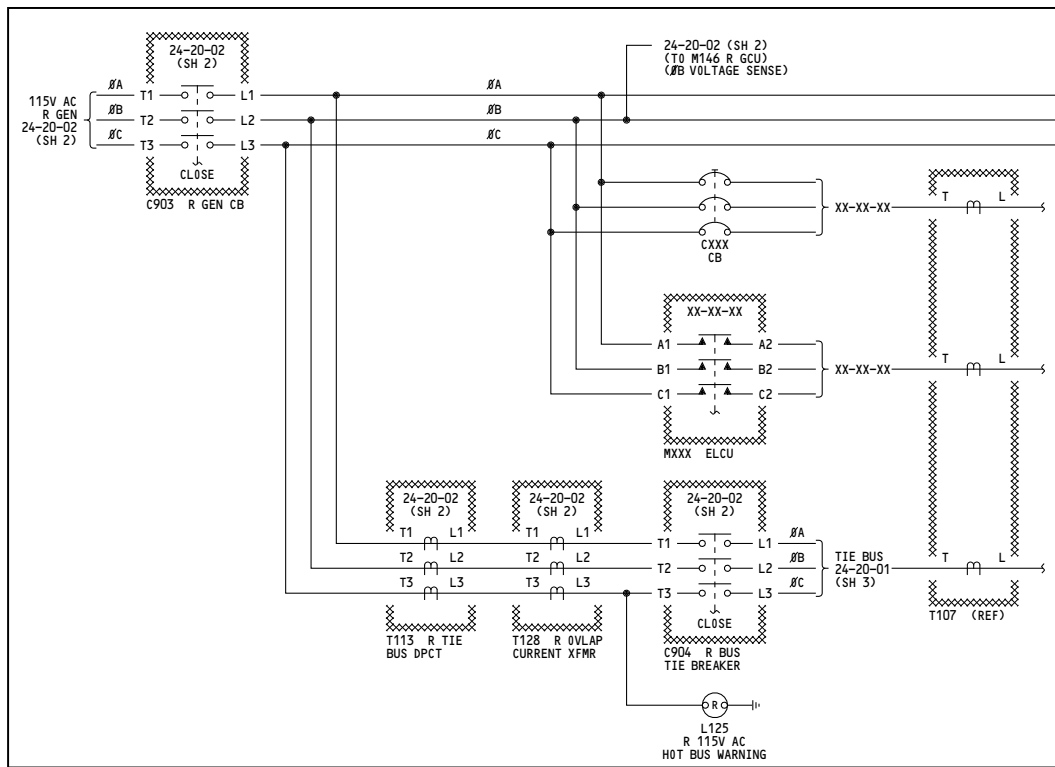 24-20-02 (SH 2)
(TO M146 R GCU)
(ØB VOLTAGE SENSE)
24-20-02
(SH 2)
115V AC
R GEN
24-20-02
(SH 2)
ØA
T1
L1
ØA
ØB
T2
L2
ØB
ØC
T3
L3
ØC
CLOSE
C903 R GEN CB
CXXX
CB
XX-XX-XX
T
L
XX-XX-XX
A1
A2
B1
B2
C1
C2
XX-XX-XX
T
L
MXXX ELCU
24-20-02
(SH 2)
T1
L1
T2
L2
T3
L3
T113 R TIE
BUS DPCT
24-20-02
(SH 2)
T1
L1
T2
L2
T3
L3
T128 R OVLAP
CURRENT XFMR
24-20-02
(SH 2)
T1
L1
ØA
T2
L2
ØB
T3
L3
ØC
CLOSE
C904 R BUS
TIE BREAKER
TIE BUS
24-20-01
(SH 3)
T
L
T107 (REF)
R
L125
R 115V AC
HOT BUS WARNING